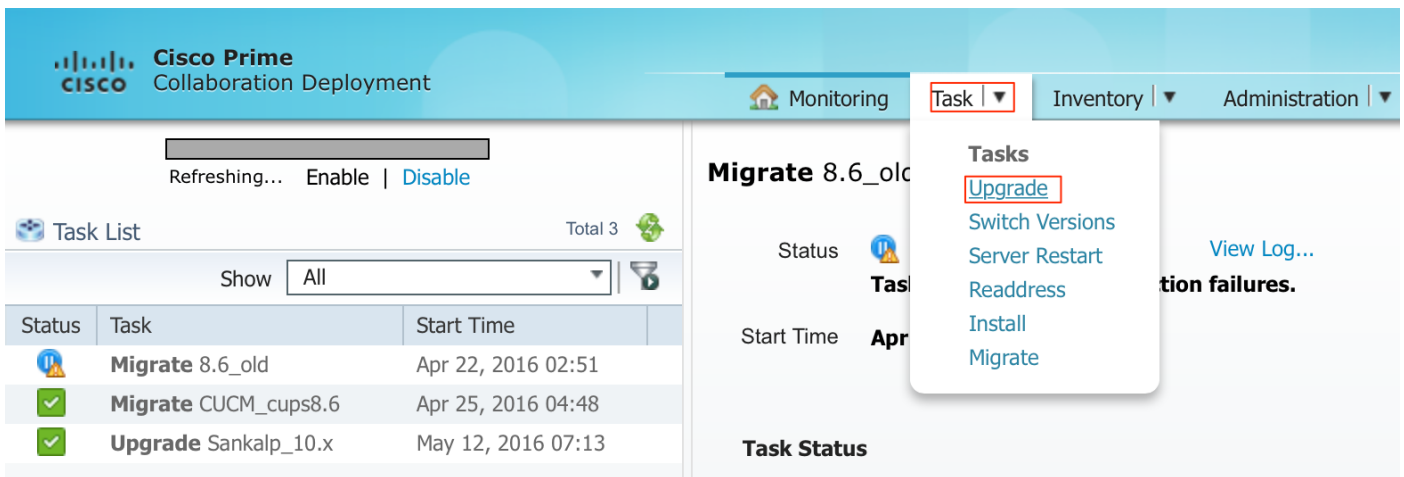 Cisco Prime
CISCO Collaboration Deployment
Monitoring Task | Inventory | Administration |
Refreshing... Enable | Disable
Task List Total 3
Show All
Status Task Start Time
Migrate 8.6_old Apr 22, 2016 02:51
Migrate CUCM_cups8.6 Apr 25, 2016 04:48
Upgrade Sankalp_10.x May 12, 2016 07:13
Tasks
Upgrade
Switch Versions
Server Restart
Readdress
Install
Migrate
Migrate 8.6_old
Status View Log...
Tas tion failures.
Start Time Apr
Task Status